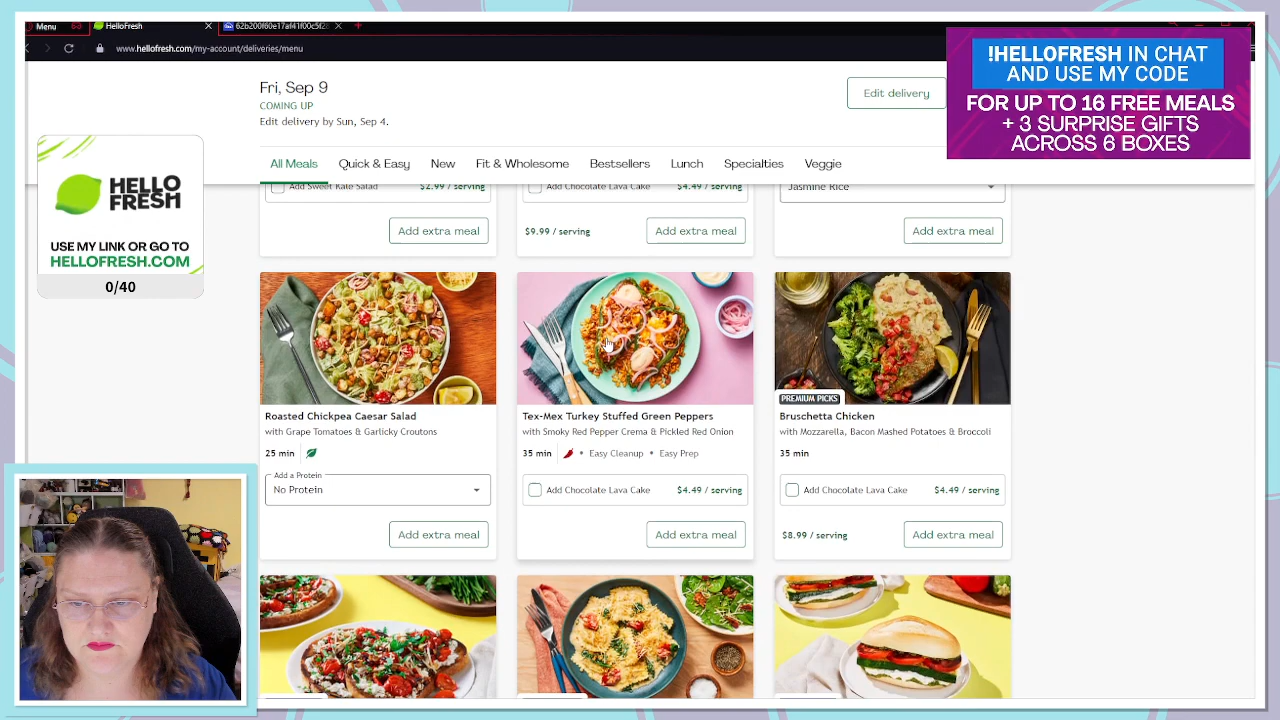 Menu
HelloFresh
62b200f60e17af41f00c5f2
www.hellofresh.com/my-account/deliveries/menu
!HELLOFRESH IN CHAT
AND USE MY CODE
FOR UP TO 16 FREE MEALS
+ 3 SURPRISE GIFTS
ACROSS 6 BOXES
Fri, Sep 9
COMING UP
Edit delivery by Sun, Sep 4.
Edit delivery
HELLO
FRESH
USE MY LINK OR GO TO
HELLOFRESH.COM
0/40
All Meals Quick & Easy New Fit & Wholesome Bestsellers Lunch Specialties Veggie
Add Sweet Kale Salad $2.99 / serving
Add extra meal
Add Chocolate Lava Cake $4.49 / serving
$9.99 / serving Add extra meal
Jasmine Rice
Add extra meal
Roasted Chickpea Caesar Salad
with Grape Tomatoes & Garlicky Croutons
25 min
Add a Protein
No Protein
Add extra meal
Tex-Mex Turkey Stuffed Green Peppers
with Smoky Red Pepper Crema & Pickled Red Onion
35 min • Easy Cleanup • Easy Prep
Add Chocolate Lava Cake $4.49 / serving
Add extra meal
PREMIUM PICKS
Bruschetta Chicken
with Mozzarella, Bacon Mashed Potatoes & Broccoli
35 min
Add Chocolate Lava Cake $4.49 / serving
$8.99 / serving Add extra meal